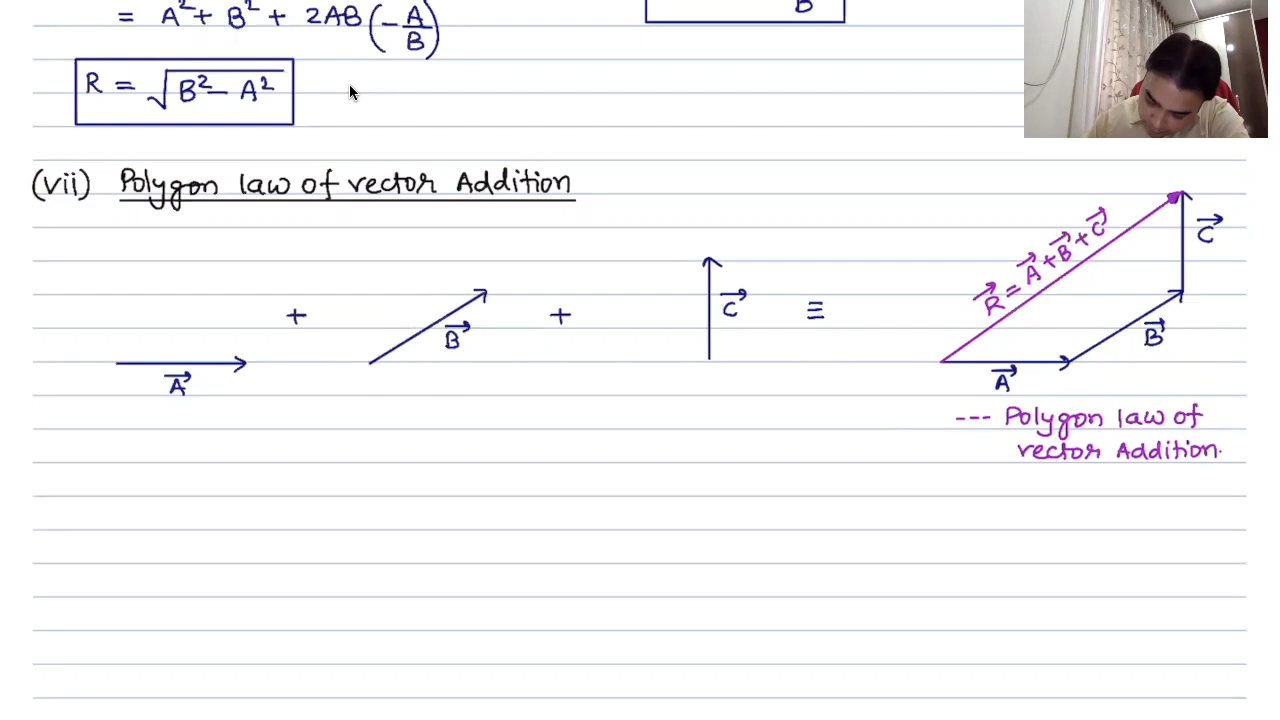 = A² + B² + 2AB (-A/B)
B
R = √(B² - A²)
(vii) Polygon law of vector Addition
A⃗ + B⃗ + C⃗ ≡
R⃗ = A⃗ + B⃗ + C⃗
A⃗
B⃗
C⃗
--- Polygon law of
vector Addition.